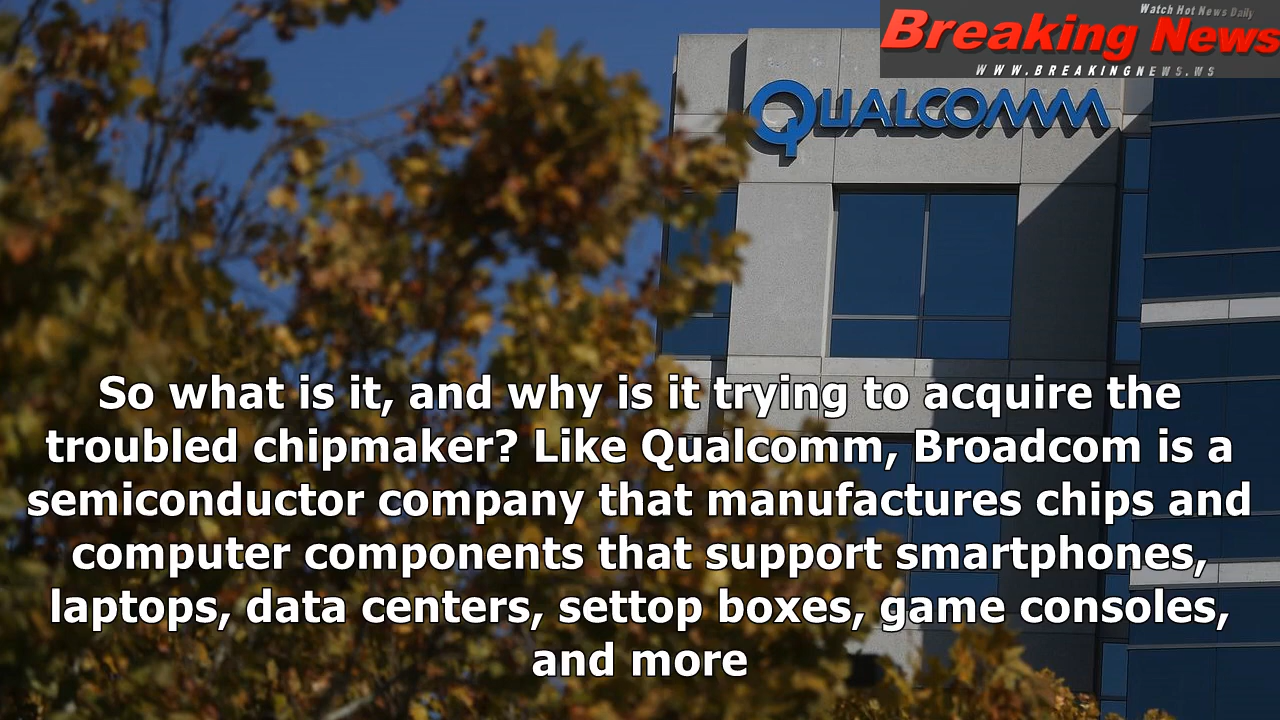 Watch Hot News Daily
Breaking News
WWW.BREAKINGNEWS.WS
QUALCOMM
So what is it, and why is it trying to acquire the
troubled chipmaker? Like Qualcomm, Broadcom is a
semiconductor company that manufactures chips and
computer components that support smartphones,
laptops, data centers, settop boxes, game consoles,
and more